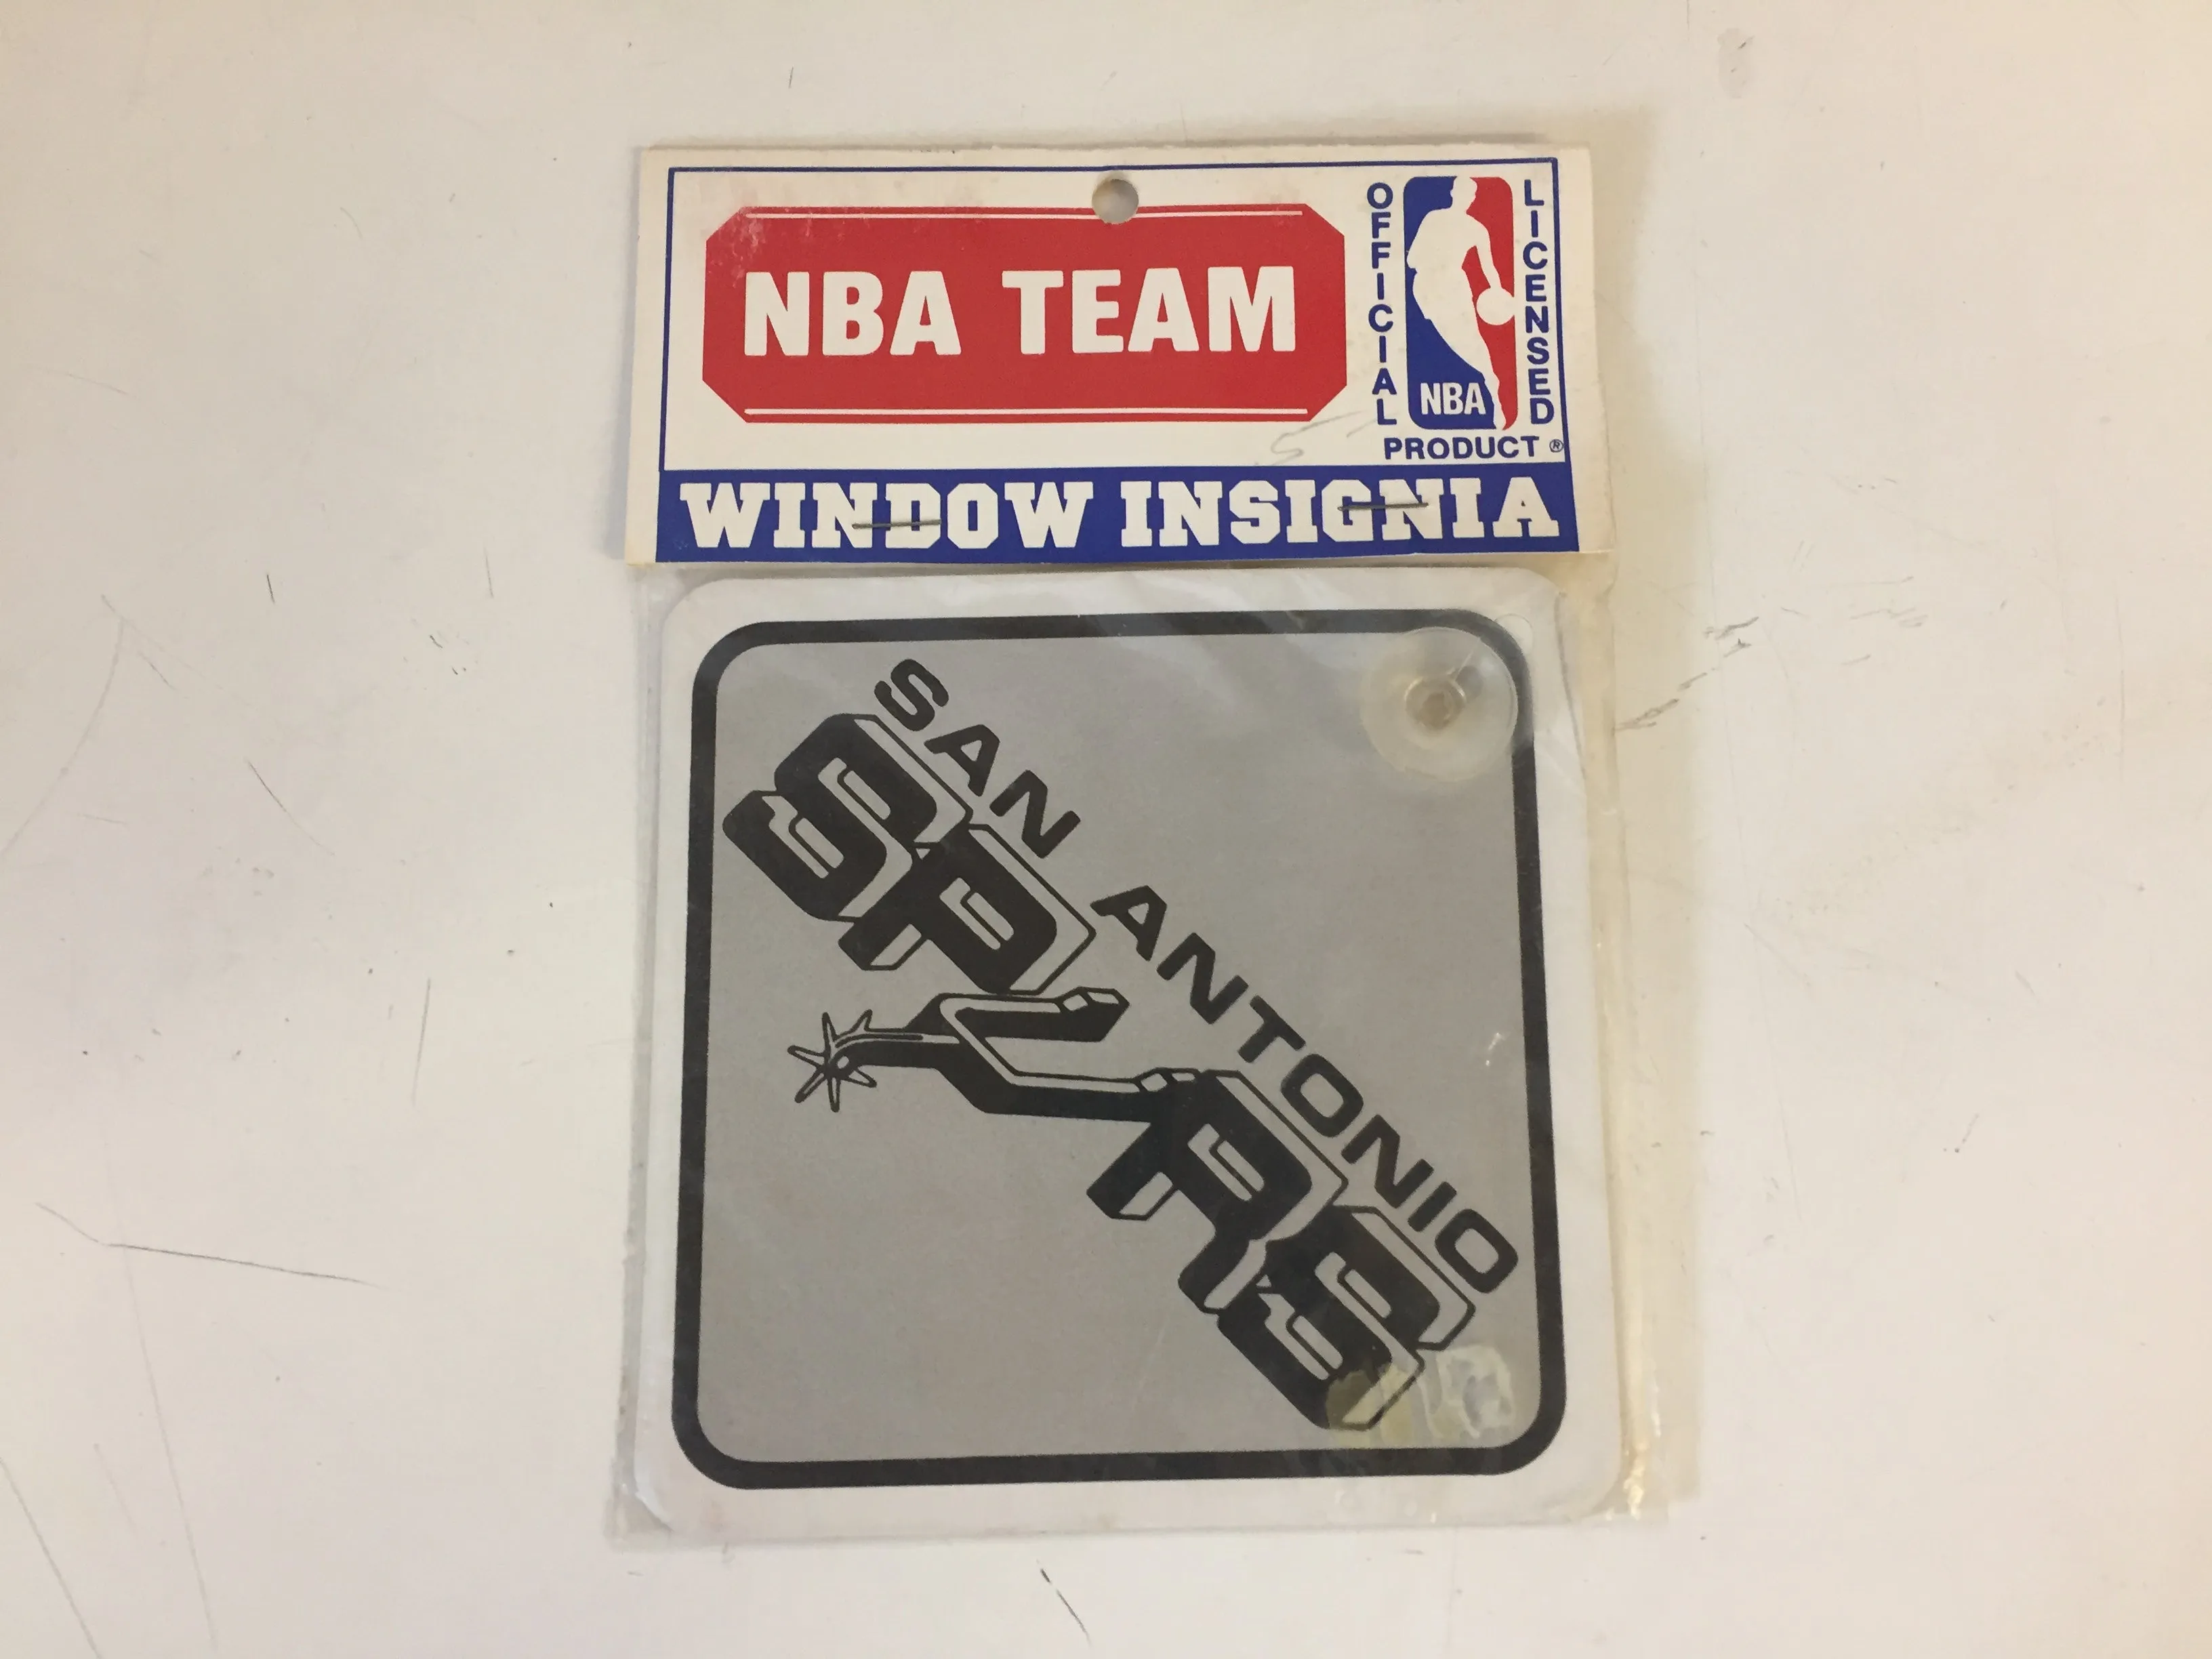 NBA TEAM
OFFICIAL
LICENSED
NBA
PRODUCT ®
WINDOW INSIGNIA
SAN ANTONIO
SPURS